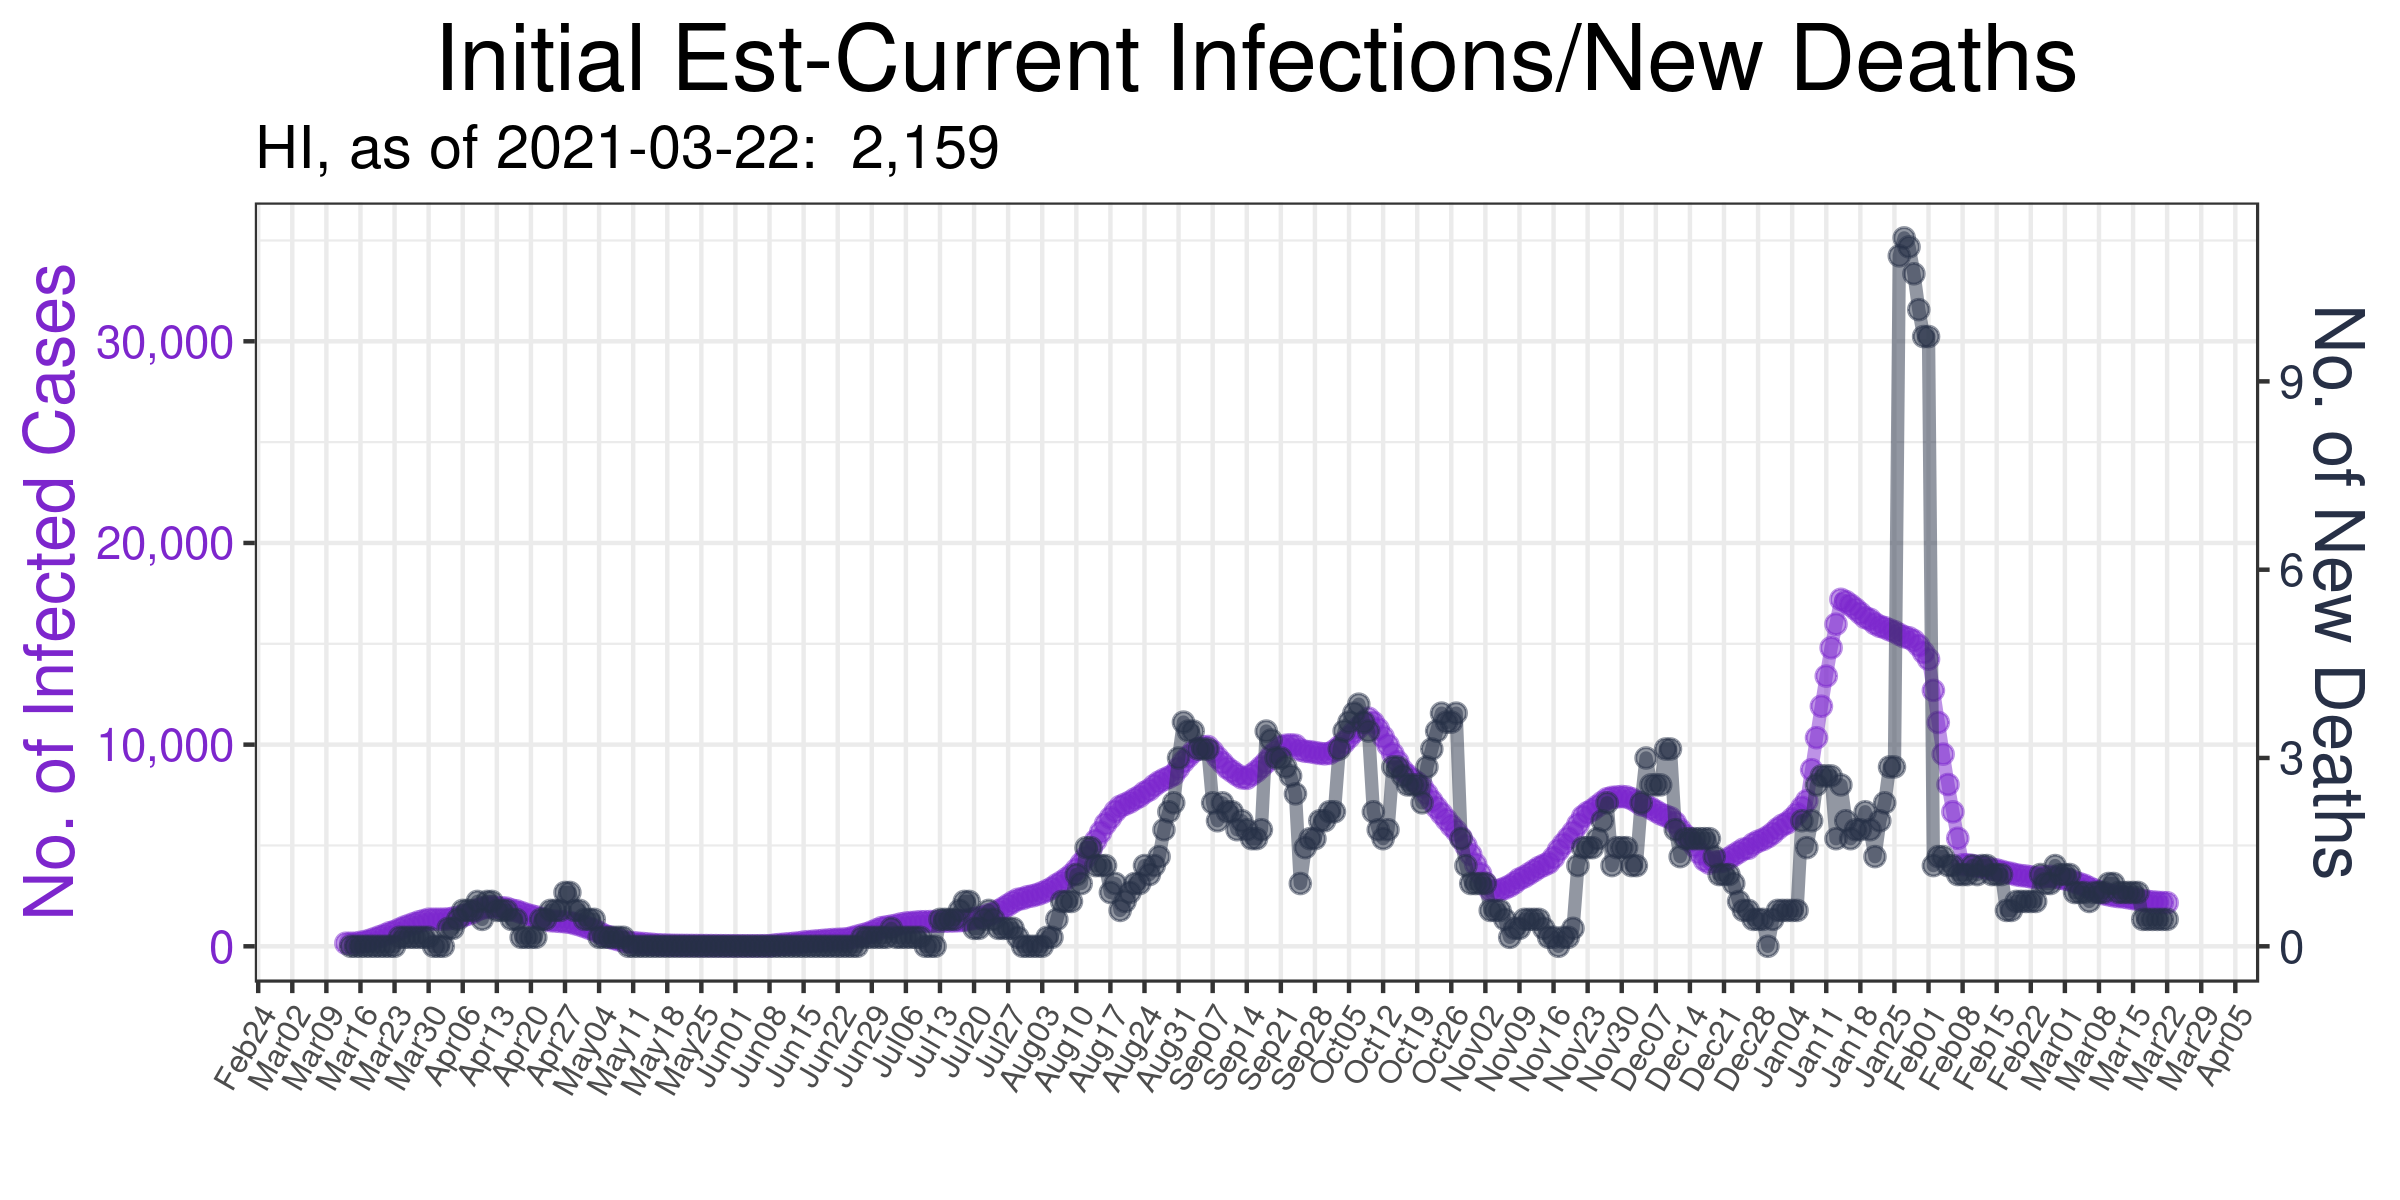 Initial Est-Current Infections/New Deaths
HI, as of 2021-03-22:  2,159
No. of Infected Cases
30,000
20,000
10,000
0
No. of New Deaths
9
6
3
0
Feb24
Mar02
Mar09
Mar16
Mar23
Mar30
Apr06
Apr13
Apr20
Apr27
May04
May11
May18
May25
Jun01
Jun08
Jun15
Jun22
Jun29
Jul06
Jul13
Jul20
Jul27
Aug03
Aug10
Aug17
Aug24
Aug31
Sep07
Sep14
Sep21
Sep28
Oct05
Oct12
Oct19
Oct26
Nov02
Nov09
Nov16
Nov23
Nov30
Dec07
Dec14
Dec21
Dec28
Jan04
Jan11
Jan18
Jan25
Feb01
Feb08
Feb15
Feb22
Mar01
Mar08
Mar15
Mar22
Mar29
Apr05